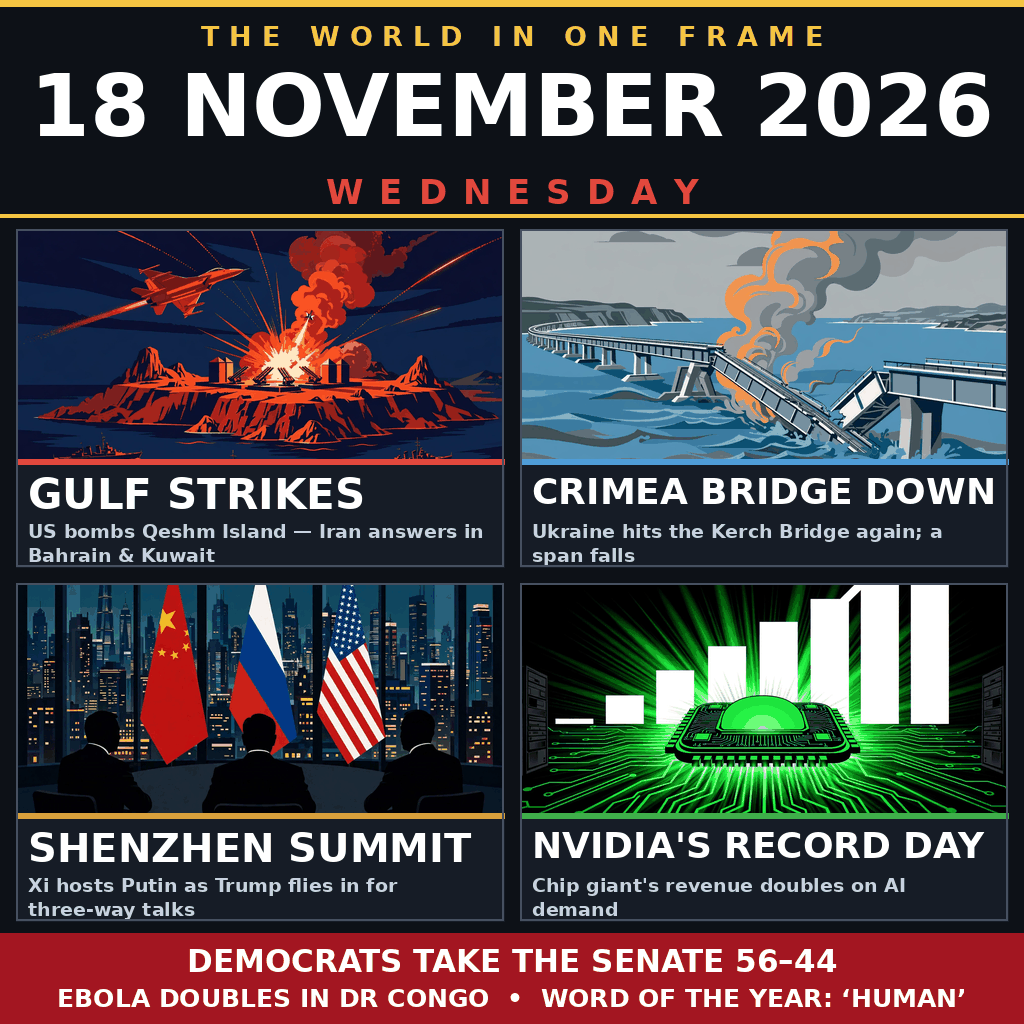 THE WORLD IN ONE FRAME
18 NOVEMBER 2026
WEDNESDAY
GULF STRIKES
US bombs Qeshm Island — Iran answers in
Bahrain & Kuwait
CRIMEA BRIDGE DOWN
Ukraine hits the Kerch Bridge again; a
span falls
SHENZHEN SUMMIT
Xi hosts Putin as Trump flies in for
three-way talks
NVIDIA'S RECORD DAY
Chip giant's revenue doubles on AI
demand
DEMOCRATS TAKE THE SENATE 56–44
EBOLA DOUBLES IN DR CONGO • WORD OF THE YEAR: ‘HUMAN’